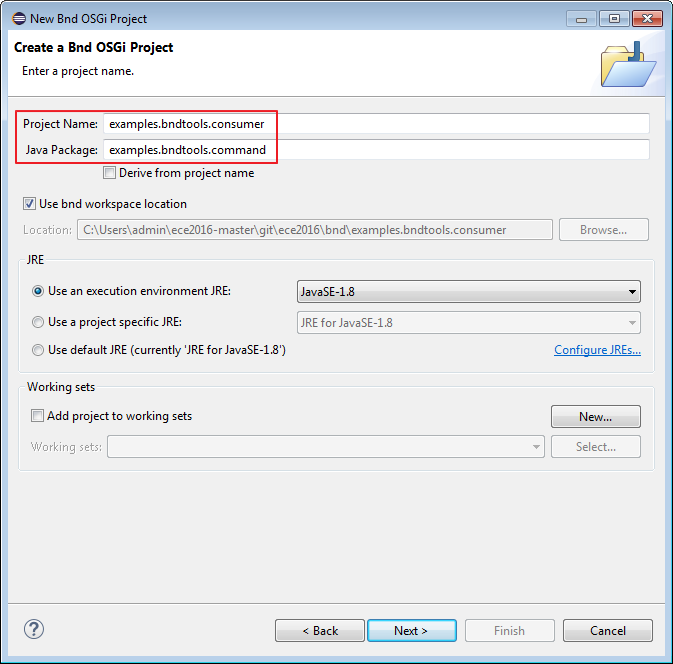 New Bnd OSGi Project
Create a Bnd OSGi Project
Enter a project name.
Project Name: examples.bndtools.consumer
Java Package: examples.bndtools.command
Derive from project name
Use bnd workspace location
Location: C:\Users\admin\ece2016-master\git\ece2016\bnd\examples.bndtools.consumer Browse...
JRE
Use an execution environment JRE: JavaSE-1.8
Use a project specific JRE: JRE for JavaSE-1.8
Use default JRE (currently 'JRE for JavaSE-1.8') Configure JREs...
Working sets
Add project to working sets New...
Working sets: Select...
? < Back Next > Finish Cancel